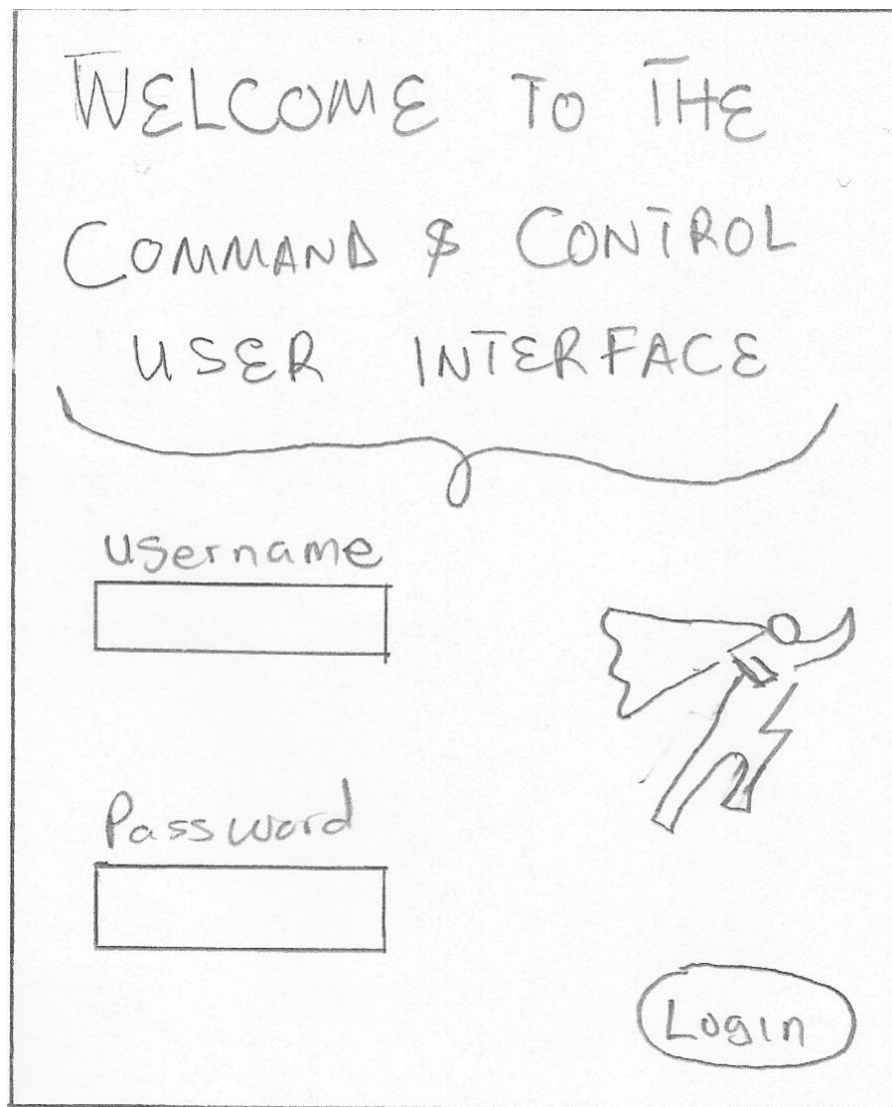 WELCOME TO THE
COMMAND & CONTROL
USER INTERFACE
username
Password
Login